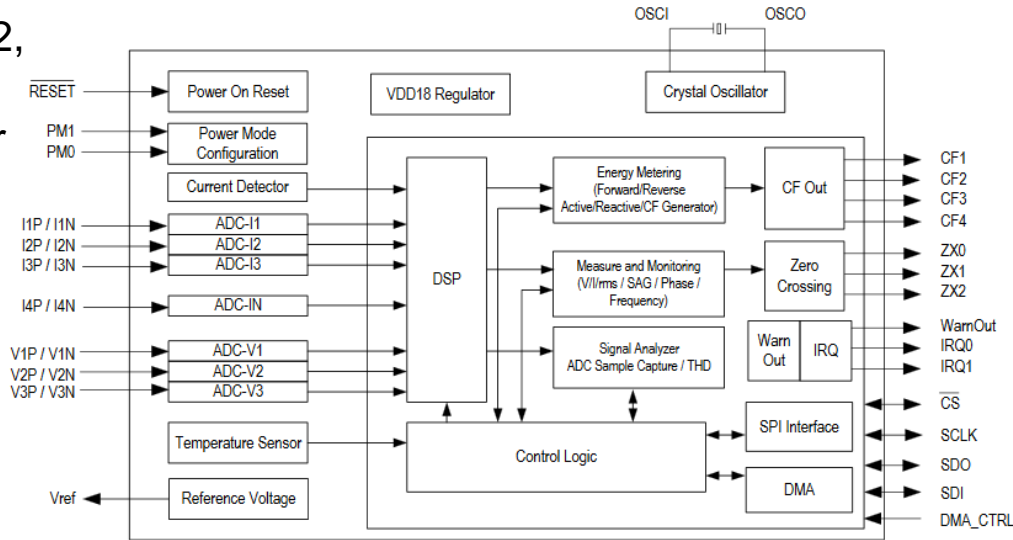 2,
r
OSCI
OSCO
RESET
Power On Reset
VDD18 Regulator
Crystal Oscillator
PM1
PM0
Power Mode
Configuration
Current Detector
I1P / I1N
I2P / I2N
I3P / I3N
I4P / I4N
V1P / V1N
V2P / V2N
V3P / V3N
ADC-I1
ADC-I2
ADC-I3
ADC-IN
ADC-V1
ADC-V2
ADC-V3
Temperature Sensor
Vref
Reference Voltage
DSP
Energy Metering
(Forward/Reverse
Active/Reactive/CF Generator)
Measure and Monitoring
(V/I/rms / SAG / Phase /
Frequency)
Signal Analyzer
ADC Sample Capture / THD
Control Logic
CF Out
Zero
Crossing
Warn
Out
IRQ
SPI Interface
DMA
CF1
CF2
CF3
CF4
ZX0
ZX1
ZX2
WarnOut
IRQ0
IRQ1
CS
SCLK
SDO
SDI
DMA_CTRL